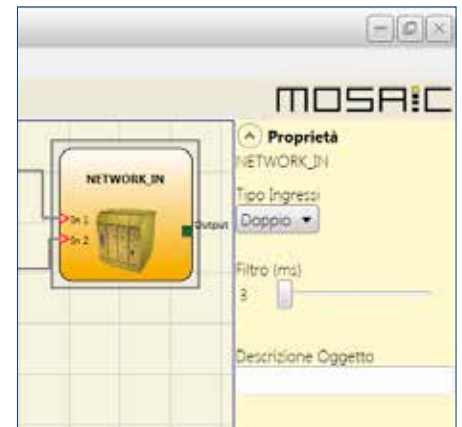 MOSAIC
Proprietà
NETWORK_IN
Tipo Ingressi
Doppio
Filtro (ms)
3
Descrizione Oggetto
NETWORK_IN
In 1
In 2
Output